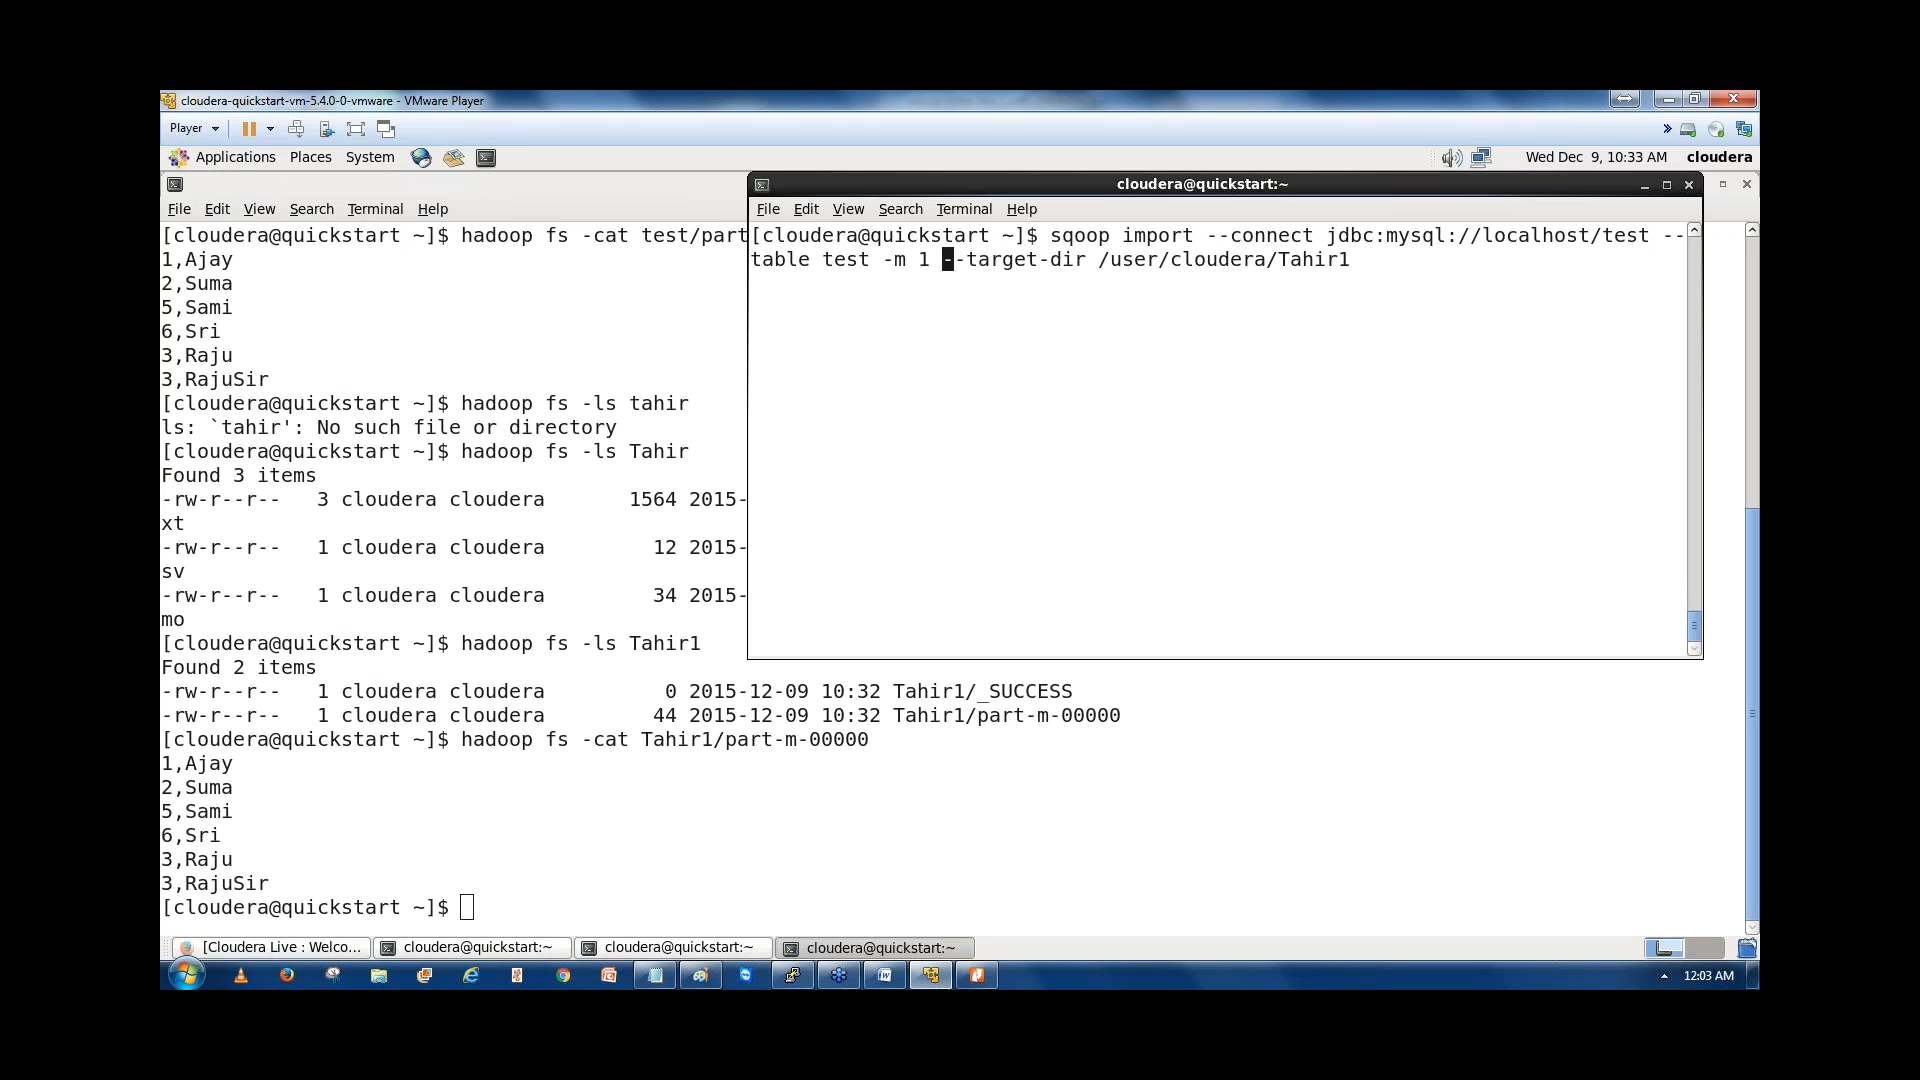 cloudera-quickstart-vm-5.4.0-0-vmware - VMware Player
Player
Applications Places System
Wed Dec 9, 10:33 AM cloudera
File Edit View Search Terminal Help
[cloudera@quickstart ~]$ hadoop fs -cat test/part
1,Ajay
2,Suma
5,Sami
6,Sri
3,Raju
3,RajuSir
[cloudera@quickstart ~]$ hadoop fs -ls tahir
ls: `tahir': No such file or directory
[cloudera@quickstart ~]$ hadoop fs -ls Tahir
Found 3 items
-rw-r--r--   3 cloudera cloudera       1564 2015-
xt
-rw-r--r--   1 cloudera cloudera         12 2015-
sv
-rw-r--r--   1 cloudera cloudera         34 2015-
mo
[cloudera@quickstart ~]$ hadoop fs -ls Tahir1
Found 2 items
-rw-r--r--   1 cloudera cloudera          0 2015-12-09 10:32 Tahir1/_SUCCESS
-rw-r--r--   1 cloudera cloudera         44 2015-12-09 10:32 Tahir1/part-m-00000
[cloudera@quickstart ~]$ hadoop fs -cat Tahir1/part-m-00000
1,Ajay
2,Suma
5,Sami
6,Sri
3,Raju
3,RajuSir
[cloudera@quickstart ~]$
cloudera@quickstart:~
File Edit View Search Terminal Help
[cloudera@quickstart ~]$ sqoop import --connect jdbc:mysql://localhost/test --
table test -m 1 --target-dir /user/cloudera/Tahir1
[Cloudera Live : Welco... cloudera@quickstart:~ cloudera@quickstart:~ cloudera@quickstart:~
12:03 AM